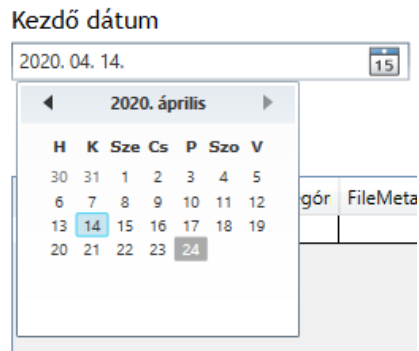 Kezdő dátum
2020. 04. 14.
15
2020. április
H K Sze Cs P Szo V
30 31 1 2 3 4 5
6 7 8 9 10 11 12
13 14 15 16 17 18 19
20 21 22 23 24
gór FileMeta